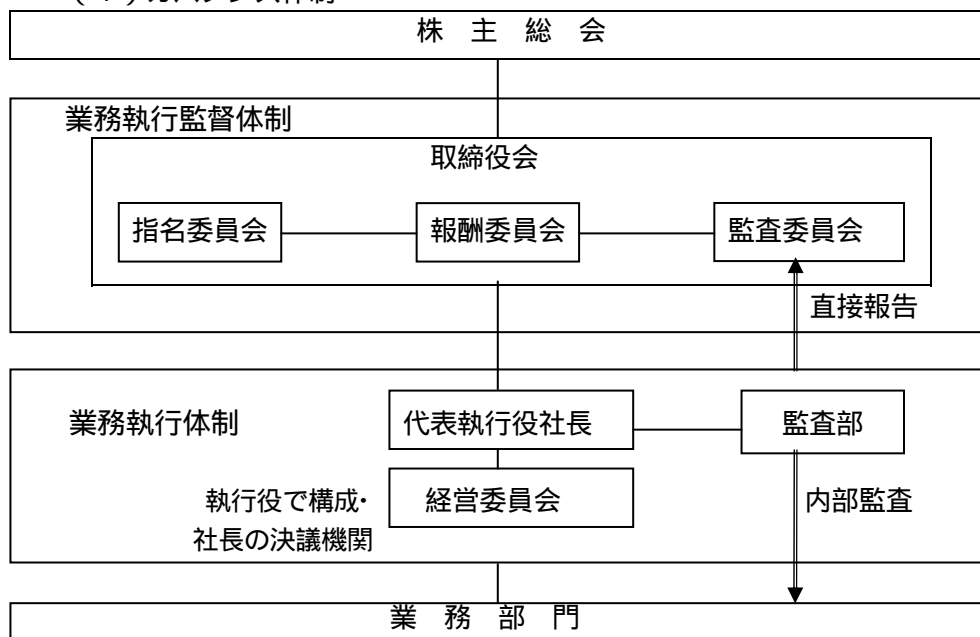 株 主 総 会
業務執行監督体制
取締役会
指名委員会
報酬委員会
監査委員会
直接報告
業務執行体制
代表執行役社長
監査部
執行役で構成・
社長の決議機関
経営委員会
内部監査
業 務 部 門